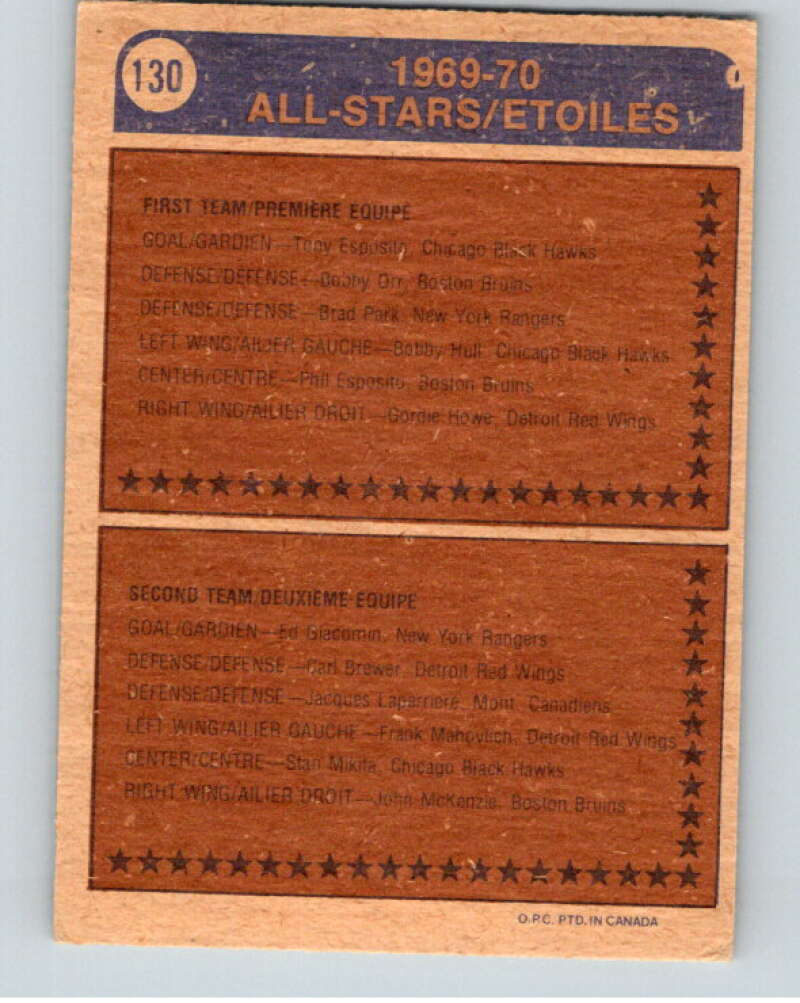 130
1969-70
ALL-STARS/ETOILES
FIRST TEAM/PREMIERE EQUIPE
GOAL/GARDIEN—Tony Esposito, Chicago Black Hawks
DEFENSE/DEFENSE—Bobby Orr, Boston Bruins
DEFENSE/DEFENSE—Brad Park, New York Rangers
LEFT WING/AILIER GAUCHE—Bobby Hull, Chicago Black Hawks
CENTER/CENTRE—Phil Esposito, Boston Bruins
RIGHT WING/AILIER DROIT—Gordie Howe, Detroit Red Wings
SECOND TEAM/DEUXIEME EQUIPE
GOAL/GARDIEN—Ed Giacomin, New York Rangers
DEFENSE/DEFENSE—Carl Brewer, Detroit Red Wings
DEFENSE/DEFENSE—Jacques Laparriere, Mont. Canadiens
LEFT WING/AILIER GAUCHE—Frank Mahovlich, Detroit Red Wings
CENTER/CENTRE—Stan Mikita, Chicago Black Hawks
RIGHT WING/AILIER DROIT—John McKenzie, Boston Bruins
O.P.C. PTD. IN CANADA